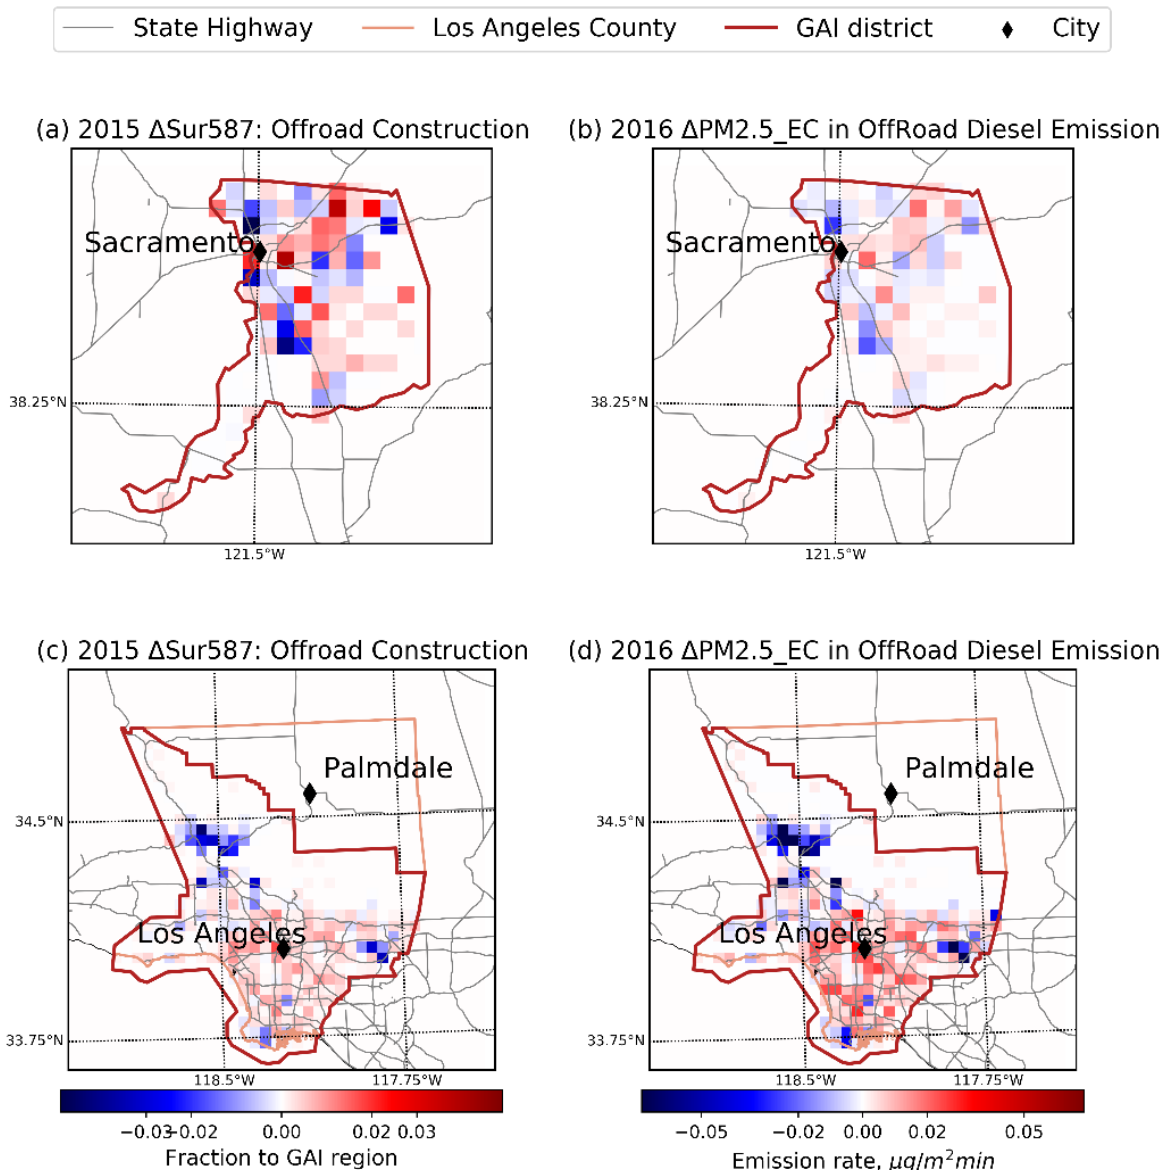 State Highway Los Angeles County GAI district City
(a) 2015 ΔSur587: Offroad Construction
(b) 2016 ΔPM2.5_EC in OffRoad Diesel Emission
Sacramento
Sacramento
38.25°N
38.25°N
121.5°W
121.5°W
(c) 2015 ΔSur587: Offroad Construction
(d) 2016 ΔPM2.5_EC in OffRoad Diesel Emission
Palmdale
Palmdale
34.5°N
34.5°N
Los Angeles
Los Angeles
33.75°N
33.75°N
118.5°W 117.75°W
118.5°W 117.75°W
−0.03 −0.02 0.00 0.02 0.03
−0.05 −0.02 0.00 0.02 0.05
Fraction to GAI region
Emission rate, μg/m²min